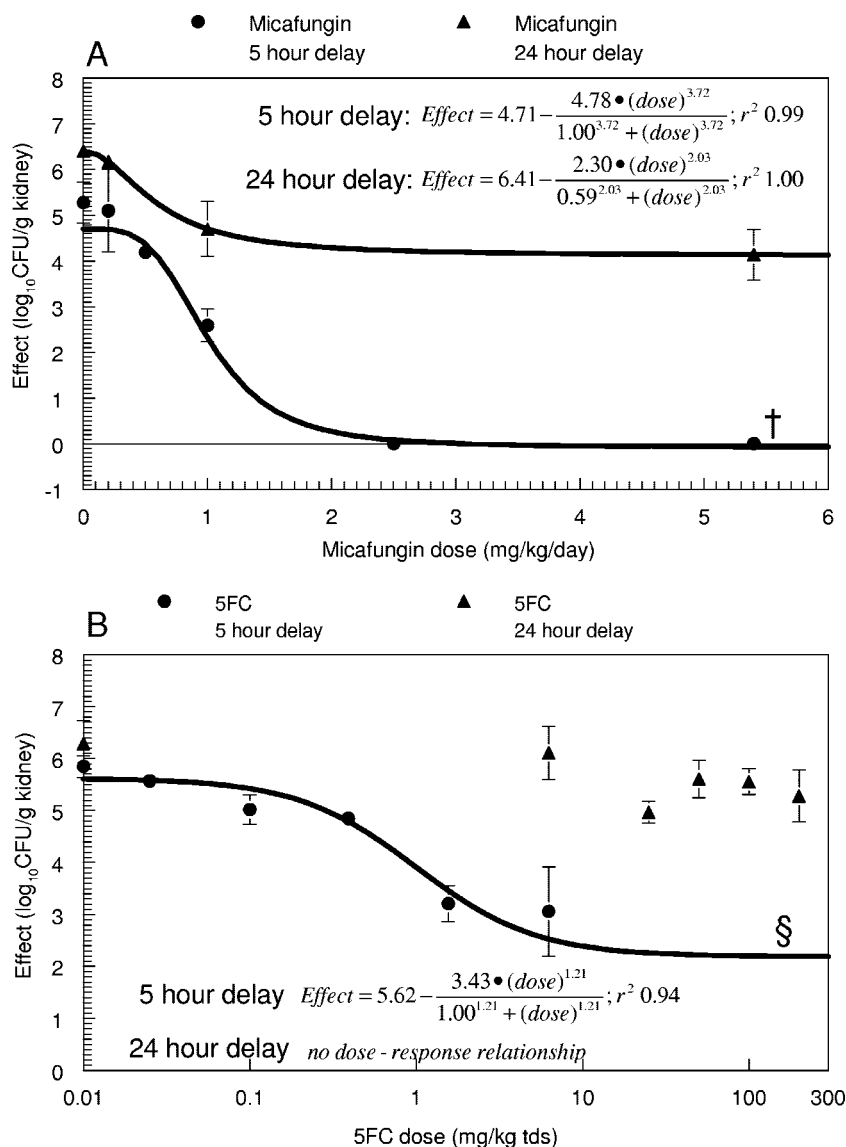 Micafungin Micafungin
5 hour delay 24 hour delay
A
8
7
6
5
4
3
2
1
0
-1
Effect (log₁₀CFU/g kidney)
5 hour delay: Effect = 4.71 − 4.78 • (dose)^3.72 / 1.00^3.72 + (dose)^3.72 ; r² 0.99
24 hour delay: Effect = 6.41 − 2.30 • (dose)^2.03 / 0.59^2.03 + (dose)^2.03 ; r² 1.00
†
0 1 2 3 4 5 6
Micafungin dose (mg/kg/day)
5FC 5FC
5 hour delay 24 hour delay
B
8
7
6
5
4
3
2
1
0
Effect (log₁₀CFU/g kidney)
§
5 hour delay Effect = 5.62 − 3.43 • (dose)^1.21 / 1.00^1.21 + (dose)^1.21 ; r² 0.94
24 hour delay no dose - response relationship
0.01 0.1 1 10 100 300
5FC dose (mg/kg tds)